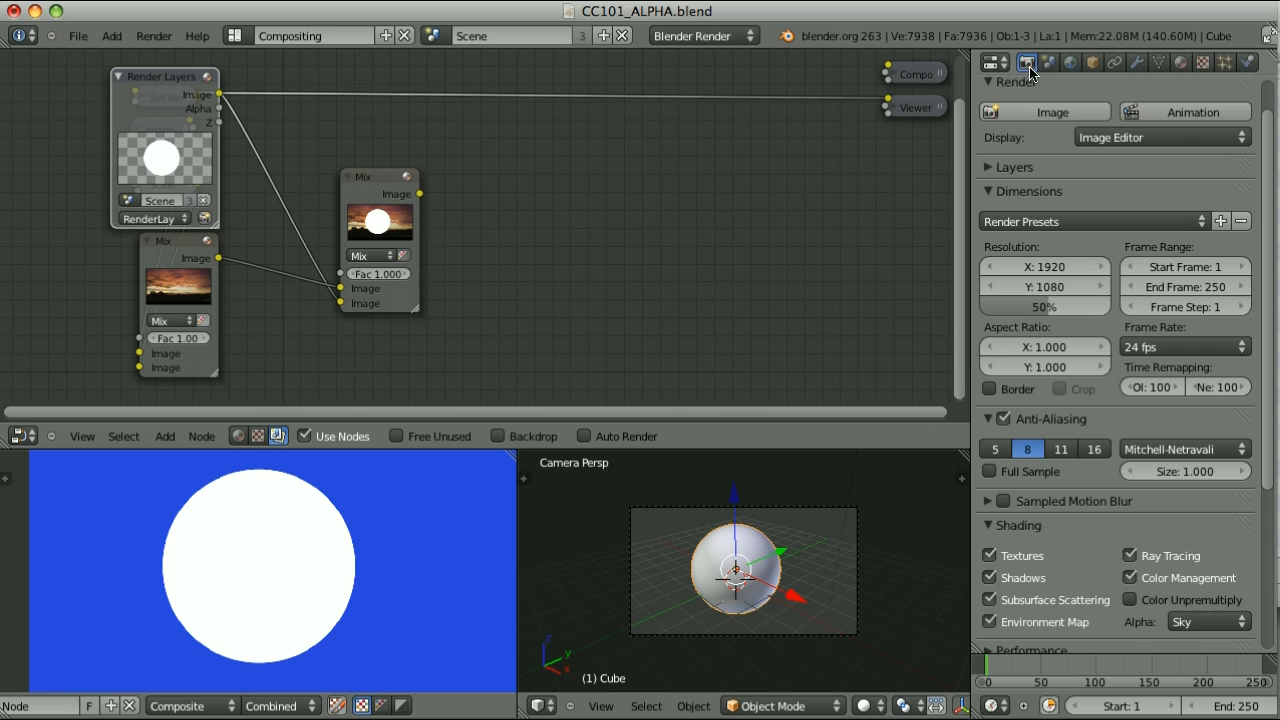 CC101_ALPHA.blend
File Add Render Help Compositing Scene 3 Blender Render blender.org 263 | Ve:7938 | Fa:7936 | Ob:1-3 | La:1 | Mem:22.08M (140.60M) | Cube
Render Layers
Image
Alpha
Z
Scene 3
RenderLay
Mix
Image
Mix
Fac 1.00
Image
Image
Mix
Image
Mix
Fac 1.000
Image
Image
Compo
Viewer
View Select Add Node Use Nodes Free Unused Backdrop Auto Render
Camera Persp
z
y
x
(1) Cube
Node F Composite Combined
View Select Object Object Mode
Render
Image Animation
Display: Image Editor
Layers
Dimensions
Render Presets
Resolution: Frame Range:
X: 1920 Start Frame: 1
Y: 1080 End Frame: 250
50% Frame Step: 1
Aspect Ratio: Frame Rate:
X: 1.000 24 fps
Y: 1.000 Time Remapping:
Border Crop Ol: 100 Ne: 100
Anti-Aliasing
5 8 11 16 Mitchell-Netravali
Full Sample Size: 1.000
Sampled Motion Blur
Shading
Textures Ray Tracing
Shadows Color Management
Subsurface Scattering Color Unpremultiply
Environment Map Alpha: Sky
Performance
0 50 100 150 200 250
Start: 1 End: 250